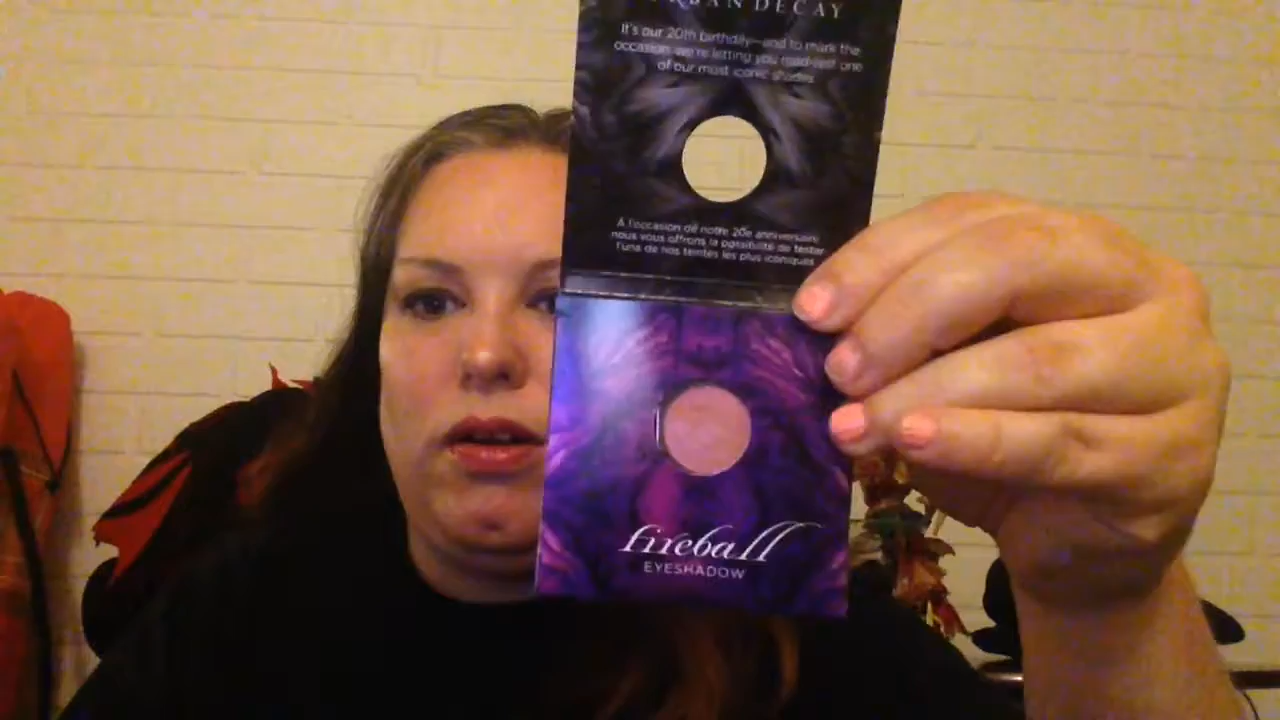 URBAN DECAY
It's our 20th birthday—and to mark the
occasion we're letting you road-test one
of our most iconic shades.
À l'occasion de notre 20e anniversaire,
nous vous offrons la possibilité de tester
l'une de nos teintes les plus iconiques.
fireball
EYESHADOW